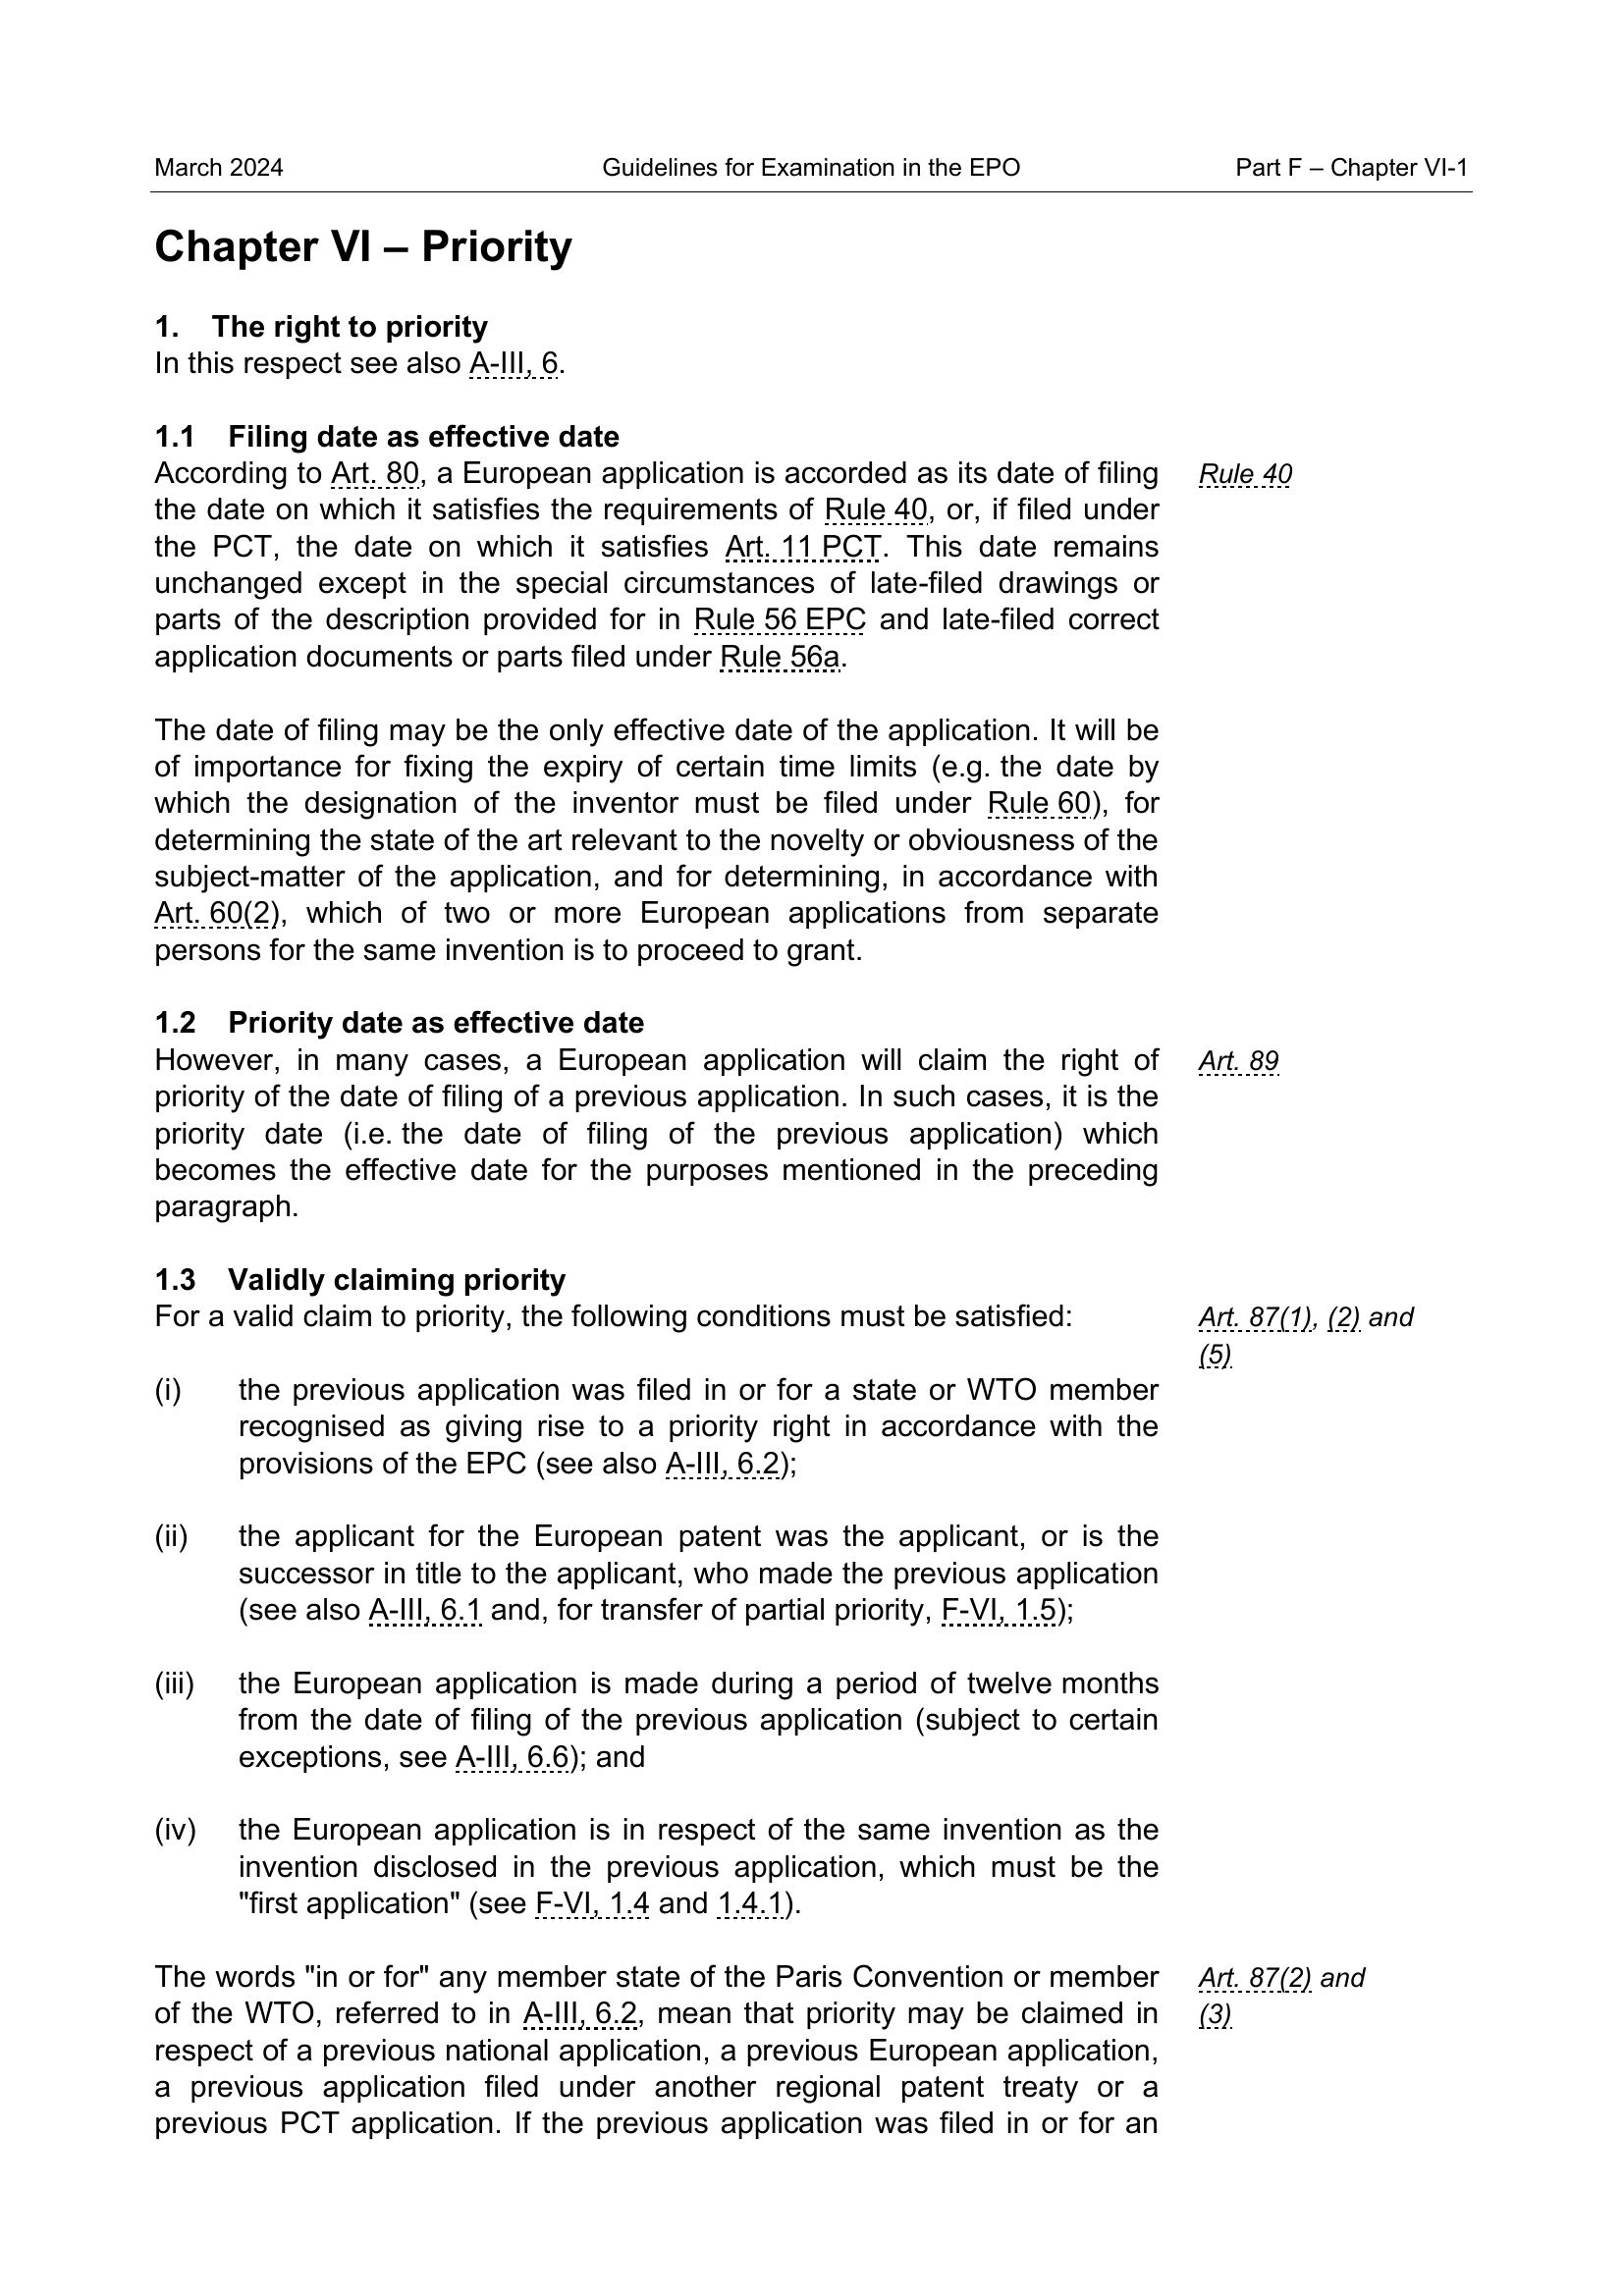 March 2024 Guidelines for Examination in the EPO Part F – Chapter VI-1
Chapter VI – Priority
1. The right to priority
In this respect see also A-III, 6.
1.1 Filing date as effective date
According to Art. 80, a European application is accorded as its date of filing Rule 40
the date on which it satisfies the requirements of Rule 40, or, if filed under
the PCT, the date on which it satisfies Art. 11 PCT. This date remains
unchanged except in the special circumstances of late-filed drawings or
parts of the description provided for in Rule 56 EPC and late-filed correct
application documents or parts filed under Rule 56a.
The date of filing may be the only effective date of the application. It will be
of importance for fixing the expiry of certain time limits (e.g. the date by
which the designation of the inventor must be filed under Rule 60), for
determining the state of the art relevant to the novelty or obviousness of the
subject-matter of the application, and for determining, in accordance with
Art. 60(2), which of two or more European applications from separate
persons for the same invention is to proceed to grant.
1.2 Priority date as effective date
However, in many cases, a European application will claim the right of Art. 89
priority of the date of filing of a previous application. In such cases, it is the
priority date (i.e. the date of filing of the previous application) which
becomes the effective date for the purposes mentioned in the preceding
paragraph.
1.3 Validly claiming priority
For a valid claim to priority, the following conditions must be satisfied: Art. 87(1), (2) and
(5)
(i) the previous application was filed in or for a state or WTO member
recognised as giving rise to a priority right in accordance with the
provisions of the EPC (see also A-III, 6.2);
(ii) the applicant for the European patent was the applicant, or is the
successor in title to the applicant, who made the previous application
(see also A-III, 6.1 and, for transfer of partial priority, F-VI, 1.5);
(iii) the European application is made during a period of twelve months
from the date of filing of the previous application (subject to certain
exceptions, see A-III, 6.6); and
(iv) the European application is in respect of the same invention as the
invention disclosed in the previous application, which must be the
"first application" (see F-VI, 1.4 and 1.4.1).
The words "in or for" any member state of the Paris Convention or member Art. 87(2) and
of the WTO, referred to in A-III, 6.2, mean that priority may be claimed in (3)
respect of a previous national application, a previous European application,
a previous application filed under another regional patent treaty or a
previous PCT application. If the previous application was filed in or for an